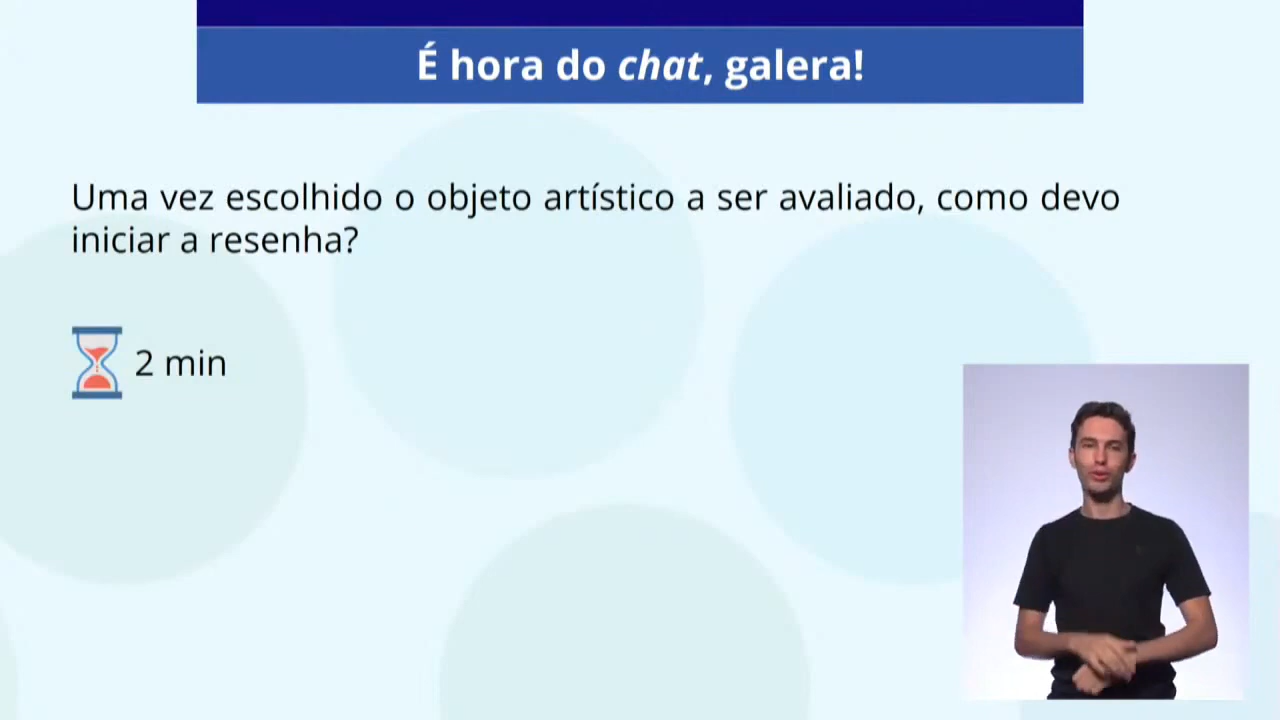 É hora do chat, galera!
Uma vez escolhido o objeto artístico a ser avaliado, como devo
iniciar a resenha?
2 min